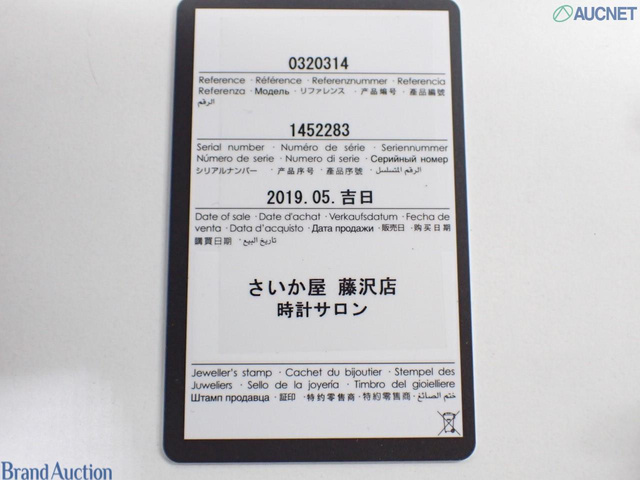 AUCNET
0320314
Reference · Référence · Referenznummer · Referencia
Referenza · Модель · リファレンス · 产品编号 · 產品編號
الرقم
1452283
Serial number · Numéro de série · Seriennummer
Número de serie · Numero di serie · Серийный номер
シリアルナンバー · 产品序号 · 產品序號 · الرقم المتسلسل
2019.05.吉日
Date of sale · Date d'achat · Verkaufsdatum · Fecha de
venta · Data d'acquisto · Дата продажи · 販売日 · 购买日期
購買日期 · تاريخ البيع
さいか屋 藤沢店
時計サロン
Jeweller's stamp · Cachet du bijoutier · Stempel des
Juweliers · Sello de la joyería · Timbro del gioielliere
Штамп продавца · 証印 · 特约零售商 · 特約零售商 · ختم الصائغ
Brand Auction